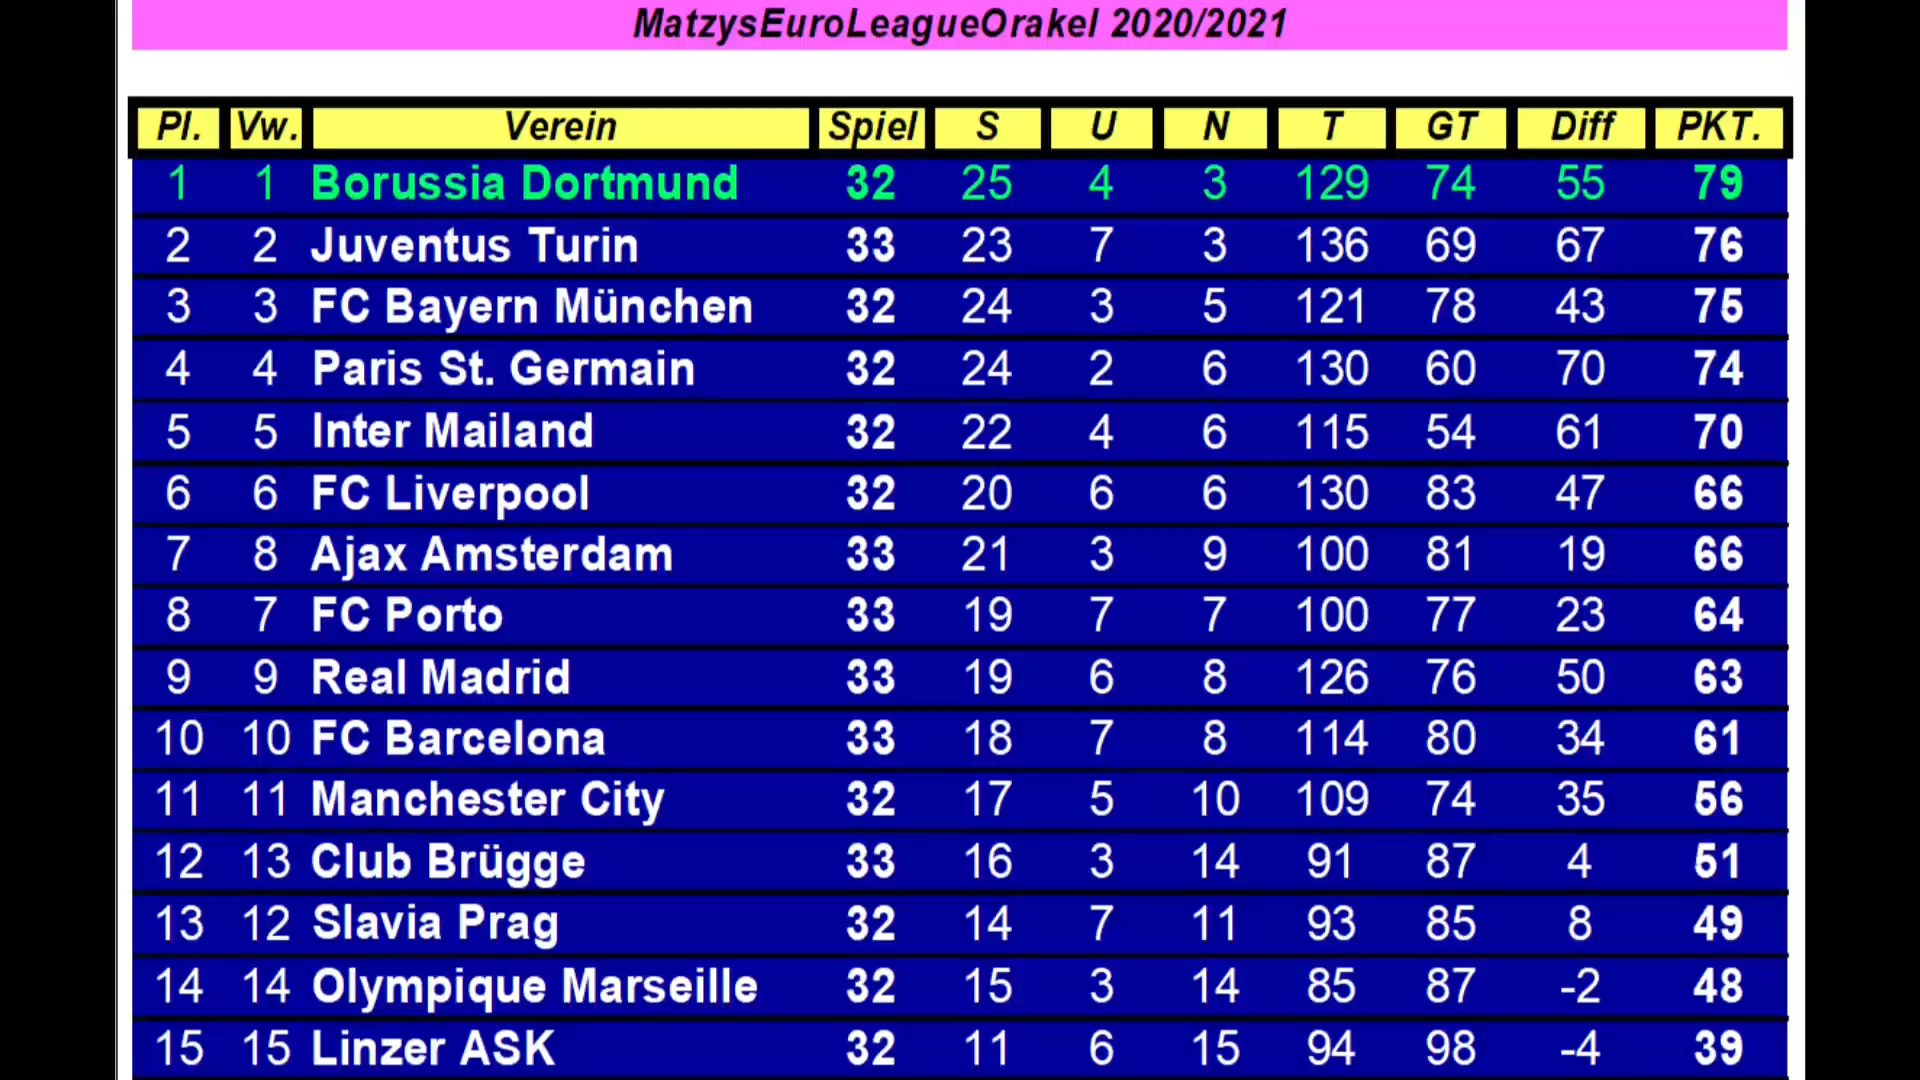 MatzysEuroLeagueOrakel 2020/2021
Pl. Vw. Verein Spiel S U N T GT Diff PKT.
1 1 Borussia Dortmund 32 25 4 3 129 74 55 79
2 2 Juventus Turin 33 23 7 3 136 69 67 76
3 3 FC Bayern München 32 24 3 5 121 78 43 75
4 4 Paris St. Germain 32 24 2 6 130 60 70 74
5 5 Inter Mailand 32 22 4 6 115 54 61 70
6 6 FC Liverpool 32 20 6 6 130 83 47 66
7 8 Ajax Amsterdam 33 21 3 9 100 81 19 66
8 7 FC Porto 33 19 7 7 100 77 23 64
9 9 Real Madrid 33 19 6 8 126 76 50 63
10 10 FC Barcelona 33 18 7 8 114 80 34 61
11 11 Manchester City 32 17 5 10 109 74 35 56
12 13 Club Brügge 33 16 3 14 91 87 4 51
13 12 Slavia Prag 32 14 7 11 93 85 8 49
14 14 Olympique Marseille 32 15 3 14 85 87 -2 48
15 15 Linzer ASK 32 11 6 15 94 98 -4 39